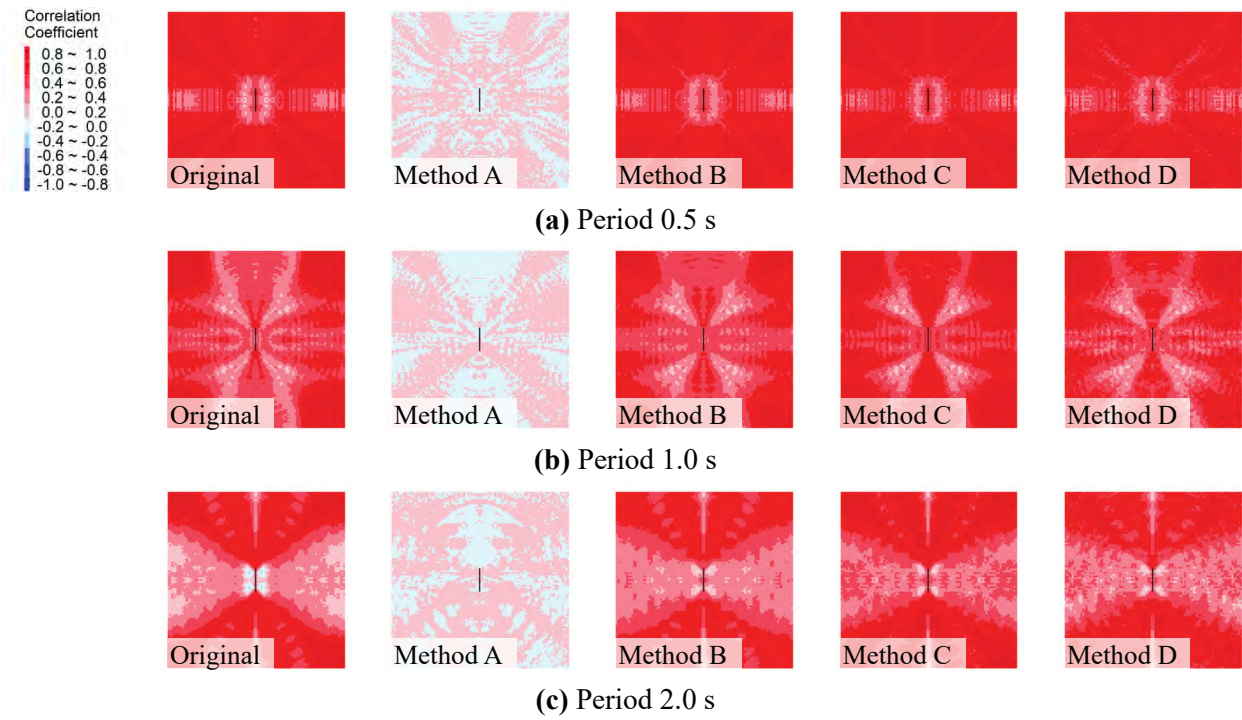 Correlation
Coefficient
0.8 ~ 1.0
0.6 ~ 0.8
0.4 ~ 0.6
0.2 ~ 0.4
0.0 ~ 0.2
-0.2 ~ 0.0
-0.4 ~ -0.2
-0.6 ~ -0.4
-0.8 ~ -0.6
-1.0 ~ -0.8
Original Method A Method B Method C Method D
(a) Period 0.5 s
Original Method A Method B Method C Method D
(b) Period 1.0 s
Original Method A Method B Method C Method D
(c) Period 2.0 s